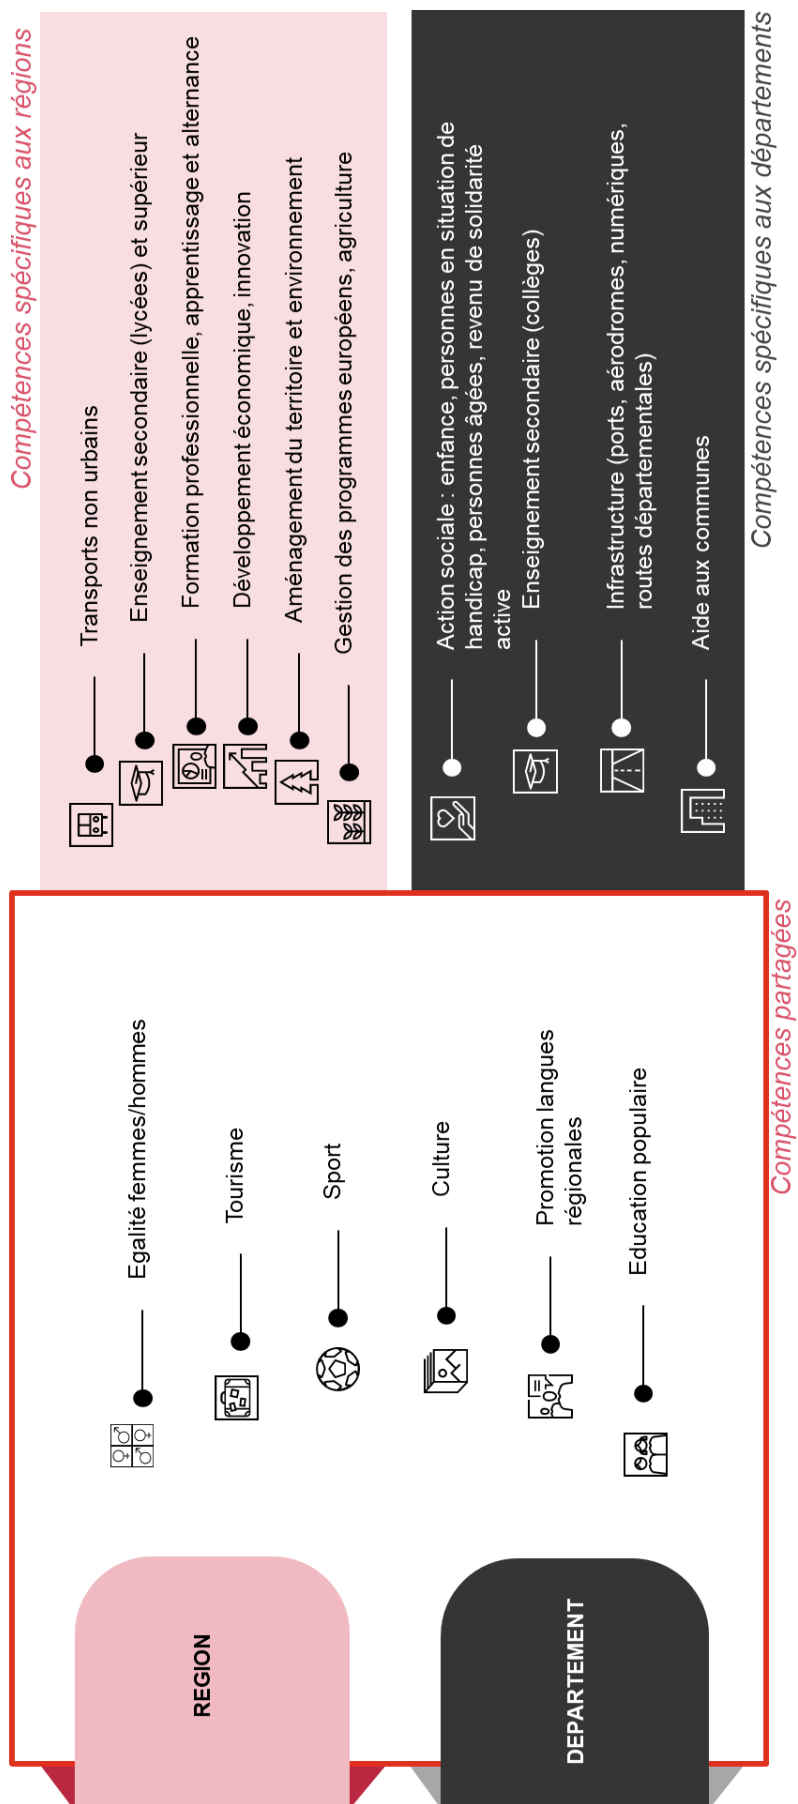 REGION
DEPARTEMENT
Compétences partagées
Egalité femmes/hommes
Tourisme
Sport
Culture
Promotion langues
régionales
Education populaire
Compétences spécifiques aux régions
Transports non urbains
Enseignement secondaire (lycées) et supérieur
Formation professionnelle, apprentissage et alternance
Développement économique, innovation
Aménagement du territoire et environnement
Gestion des programmes européens, agriculture
Action sociale : enfance, personnes en situation de
handicap, personnes âgées, revenu de solidarité
active
Enseignement secondaire (collèges)
Infrastructure (ports, aérodromes, numériques,
routes départementales)
Aide aux communes
Compétences spécifiques aux départements